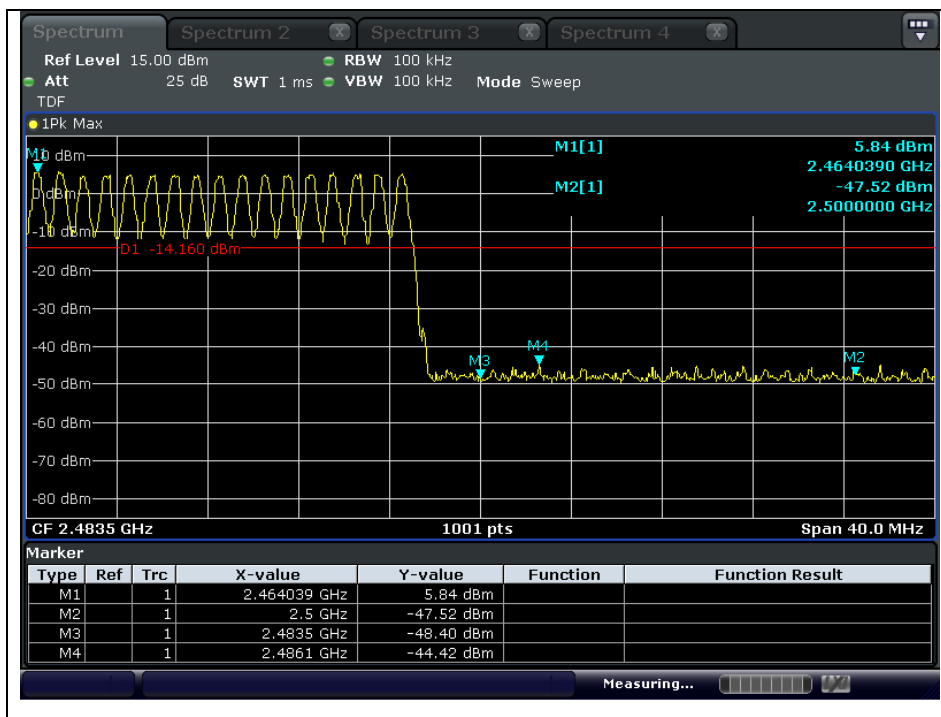 Spectrum Spectrum 2 X Spectrum 3 X Spectrum 4 X
Ref Level 15.00 dBm RBW 100 kHz
Att 25 dB SWT 1 ms VBW 100 kHz Mode Sweep
TDF
1Pk Max
M1[1] 5.84 dBm
2.4640390 GHz
M2[1] -47.52 dBm
2.5000000 GHz
M1
10 dBm
0 dBm
-10 dBm
D1 -14.160 dBm
-20 dBm
-30 dBm
-40 dBm
M3 M4 M2
-50 dBm
-60 dBm
-70 dBm
-80 dBm
CF 2.4835 GHz 1001 pts Span 40.0 MHz
Marker
Type Ref Trc X-value Y-value Function Function Result
M1 1 2.464039 GHz 5.84 dBm
M2 1 2.5 GHz -47.52 dBm
M3 1 2.4835 GHz -48.40 dBm
M4 1 2.4861 GHz -44.42 dBm
Measuring...